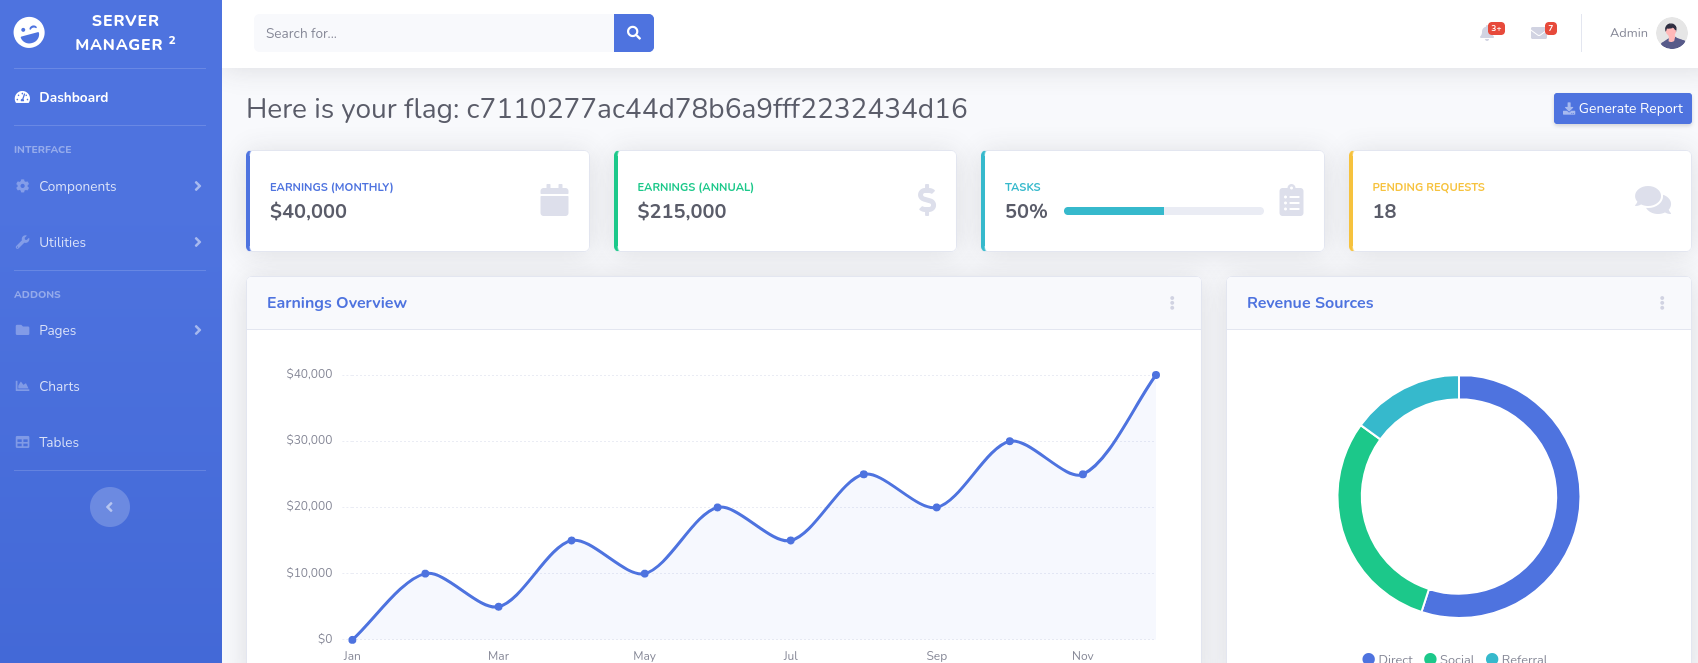 SERVER
MANAGER 2
Search for...
3+
7
Admin
Dashboard
INTERFACE
Components
Utilities
ADDONS
Pages
Charts
Tables
Here is your flag: c7110277ac44d78b6a9fff2232434d16
Generate Report
EARNINGS (MONTHLY)
$40,000
EARNINGS (ANNUAL)
$215,000
TASKS
50%
PENDING REQUESTS
18
Earnings Overview
$40,000
$30,000
$20,000
$10,000
$0
Jan Mar May Jul Sep Nov
Revenue Sources
Direct Social Referral